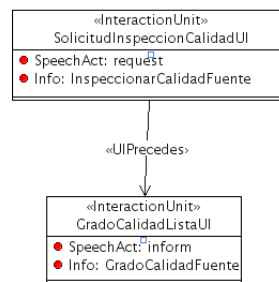 «InteractionUnit»
SolicitudInspeccionCalidadUI
SpeechAct: request
Info: InspeccionarCalidadFuente
«UIPrecedes»
«InteractionUnit»
GradoCalidadListaUI
SpeechAct: inform
Info: GradoCalidadFuente